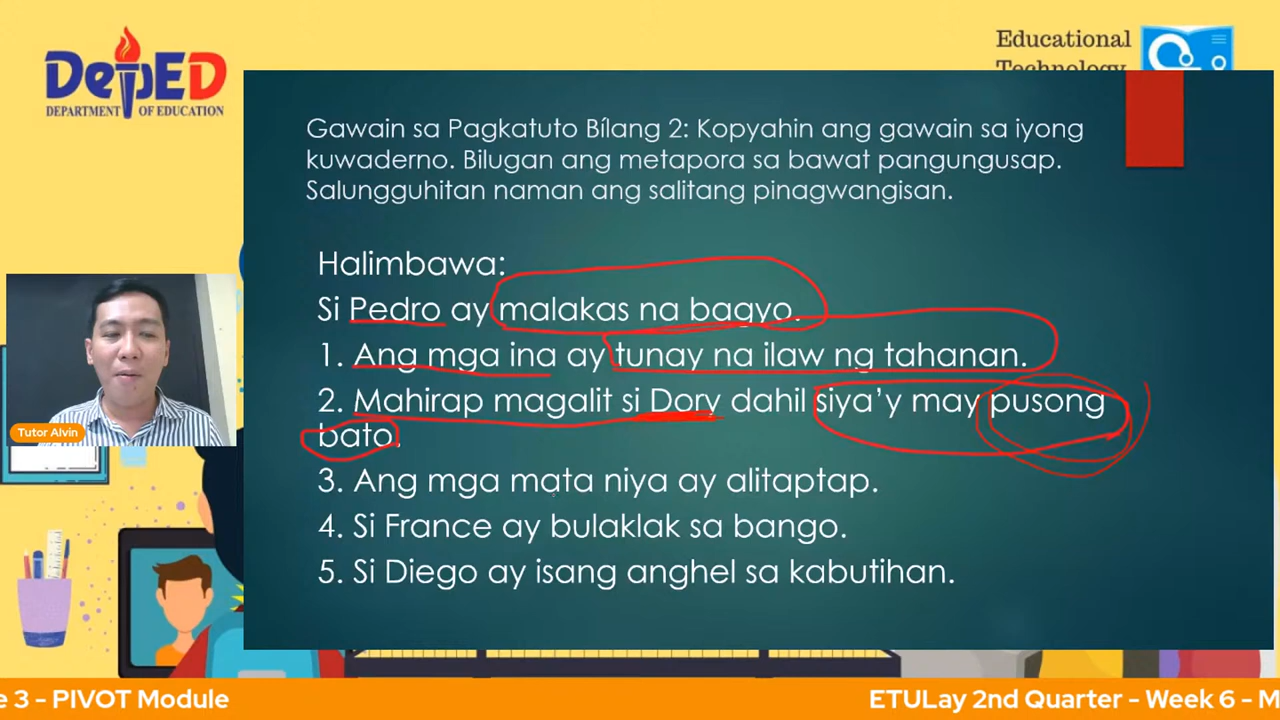 DepED
DEPARTMENT OF EDUCATION
Educational
Technology
Gawain sa Pagkatuto Bílang 2: Kopyahin ang gawain sa iyong
kuwaderno. Bilugan ang metapora sa bawat pangungusap.
Salungguhitan naman ang salitang pinagwangisan.
Halimbawa:
Si Pedro ay malakas na bagyo.
1. Ang mga ina ay tunay na ilaw ng tahanan.
2. Mahirap magalit si Dory dahil siya’y may pusong
bato.
3. Ang mga mata niya ay alitaptap.
4. Si France ay bulaklak sa bango.
5. Si Diego ay isang anghel sa kabutihan.
Tutor Alvin
e 3 - PIVOT Module
ETULay 2nd Quarter - Week 6 - M